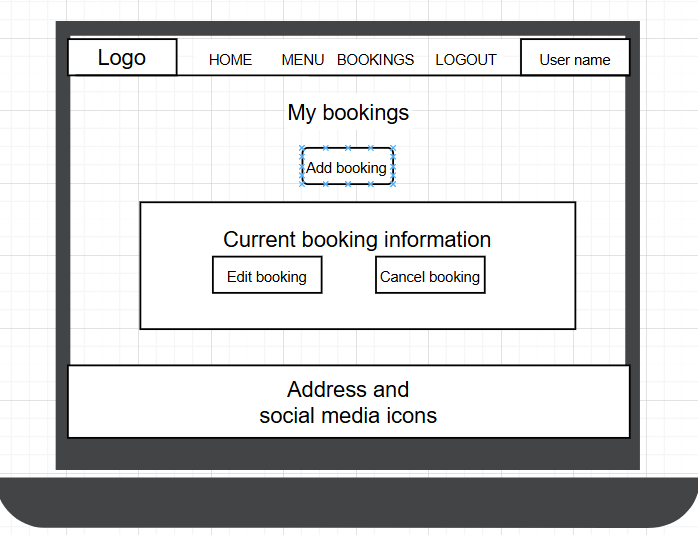 Logo HOME MENU BOOKINGS LOGOUT User name
My bookings
Add booking
Current booking information
Edit booking Cancel booking
Address and
social media icons